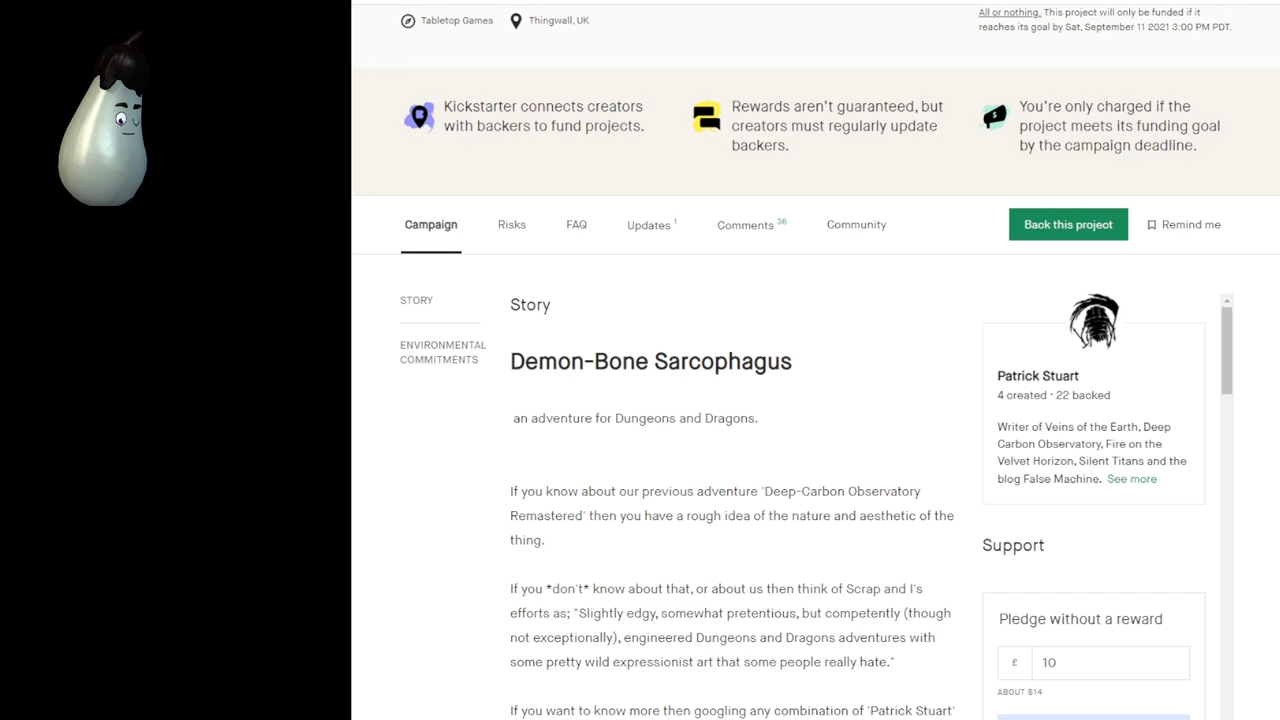 Tabletop Games
Thingwall, UK
All or nothing. This project will only be funded if it
reaches its goal by Sat, September 11 2021 3:00 PM PDT.
Kickstarter connects creators
with backers to fund projects.
Rewards aren't guaranteed, but
creators must regularly update
backers.
You're only charged if the
project meets its funding goal
by the campaign deadline.
Campaign
Risks
FAQ
Updates 1
Comments 36
Community
Back this project
Remind me
STORY
ENVIRONMENTAL
COMMITMENTS
Story
Demon-Bone Sarcophagus
an adventure for Dungeons and Dragons.
If you know about our previous adventure 'Deep-Carbon Observatory
Remastered' then you have a rough idea of the nature and aesthetic of the
thing.
If you *don't* know about that, or about us then think of Scrap and I's
efforts as; "Slightly edgy, somewhat pretentious, but competently (though
not exceptionally), engineered Dungeons and Dragons adventures with
some pretty wild expressionist art that some people really hate."
If you want to know more then googling any combination of 'Patrick Stuart'
Patrick Stuart
4 created · 22 backed
Writer of Veins of the Earth, Deep
Carbon Observatory, Fire on the
Velvet Horizon, Silent Titans and the
blog False Machine. See more
Support
Pledge without a reward
£ 10
ABOUT $14